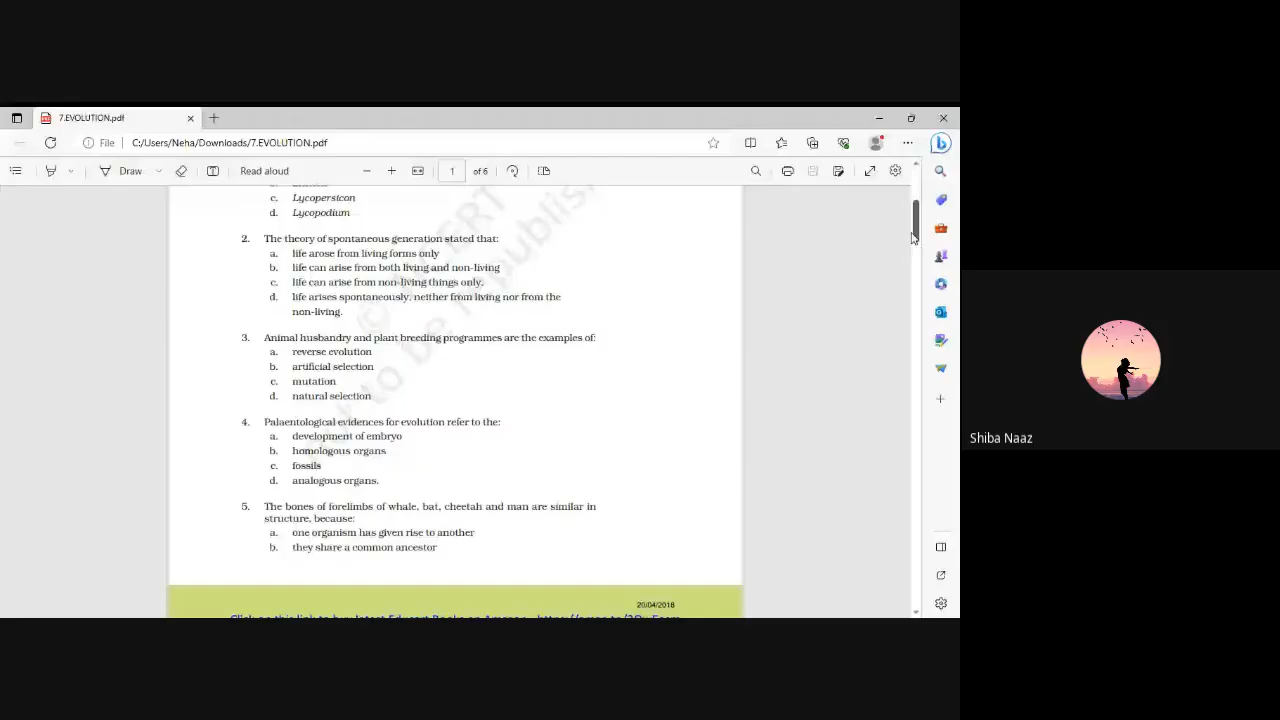 7.EVOLUTION.pdf
File C:/Users/Neha/Downloads/7.EVOLUTION.pdf
Draw Read aloud 1 of 6
c. Lycopersicon
d. Lycopodium
2. The theory of spontaneous generation stated that:
a. life arose from living forms only
b. life can arise from both living and non-living
c. life can arise from non-living things only.
d. life arises spontaneously, neither from living nor from the
non-living.
3. Animal husbandry and plant breeding programmes are the examples of:
a. reverse evolution
b. artificial selection
c. mutation
d. natural selection
4. Palaentological evidences for evolution refer to the:
a. development of embryo
b. homologous organs
c. fossils
d. analogous organs.
5. The bones of forelimbs of whale, bat, cheetah and man are similar in
structure, because:
a. one organism has given rise to another
b. they share a common ancestor
20/04/2018
Shiba Naaz